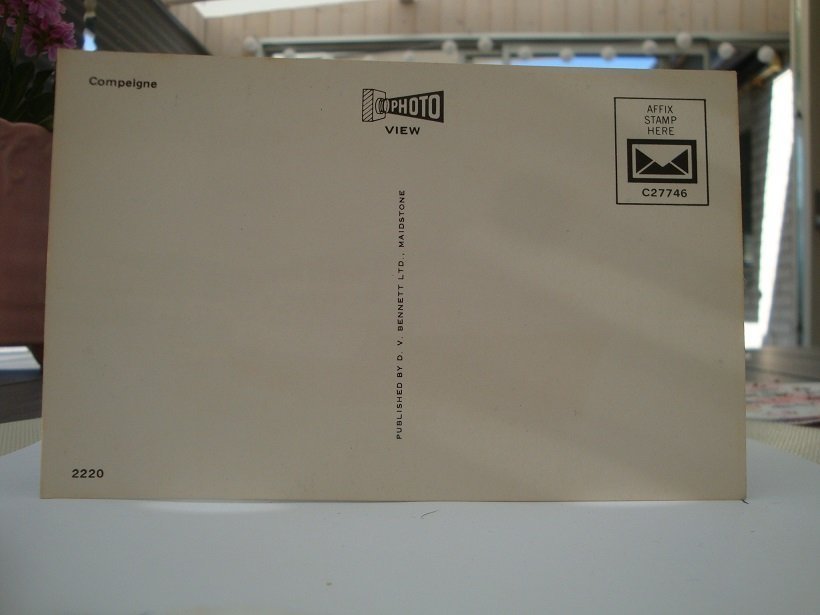 Compeigne
PHOTO
VIEW
AFFIX
STAMP
HERE
C27746
PUBLISHED BY D. V. BENNETT LTD., MAIDSTONE
2220